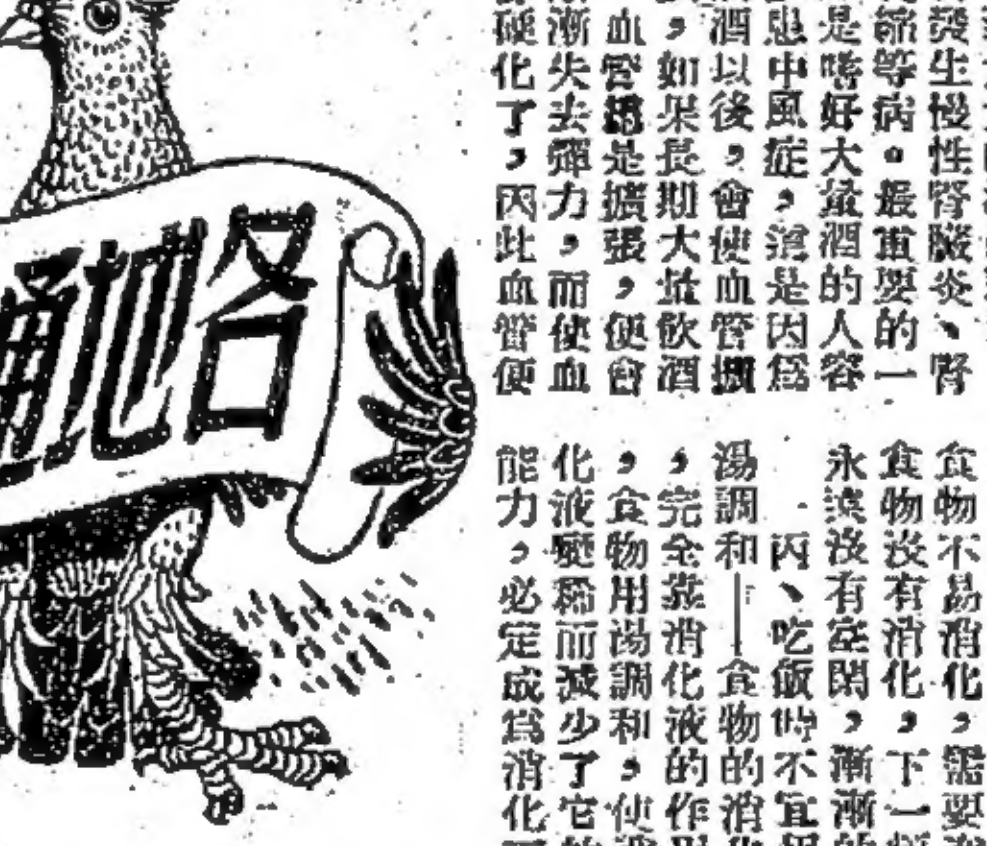 發生慢性腎臟炎、腎
等病。最重要的一
是嗜好大量酒的人容
患中風症，這是因爲
酒以後，會使血管擴
，如果長期大量飲酒
血管總是擴張，便會
漸失去彈力，而使血
硬化了，因此血管便
食物不易消化，需要
食物沒有消化，下一
永遠沒有空閑，漸漸
丙、吃飯時不宜
湯調和——食物的消
，完全靠消化液的作
，食物用湯調和，使
化液變稀而減少了它
能力，必定成爲消化
各地通